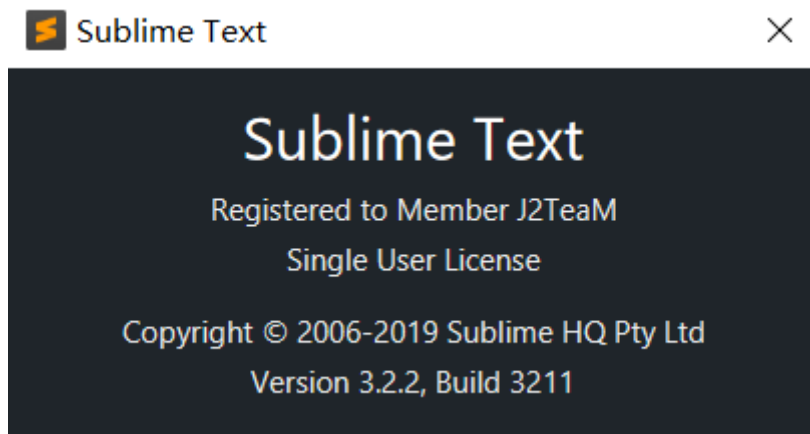 Sublime Text
Sublime Text
Registered to Member J2TeaM
Single User License
Copyright © 2006-2019 Sublime HQ Pty Ltd
Version 3.2.2, Build 3211